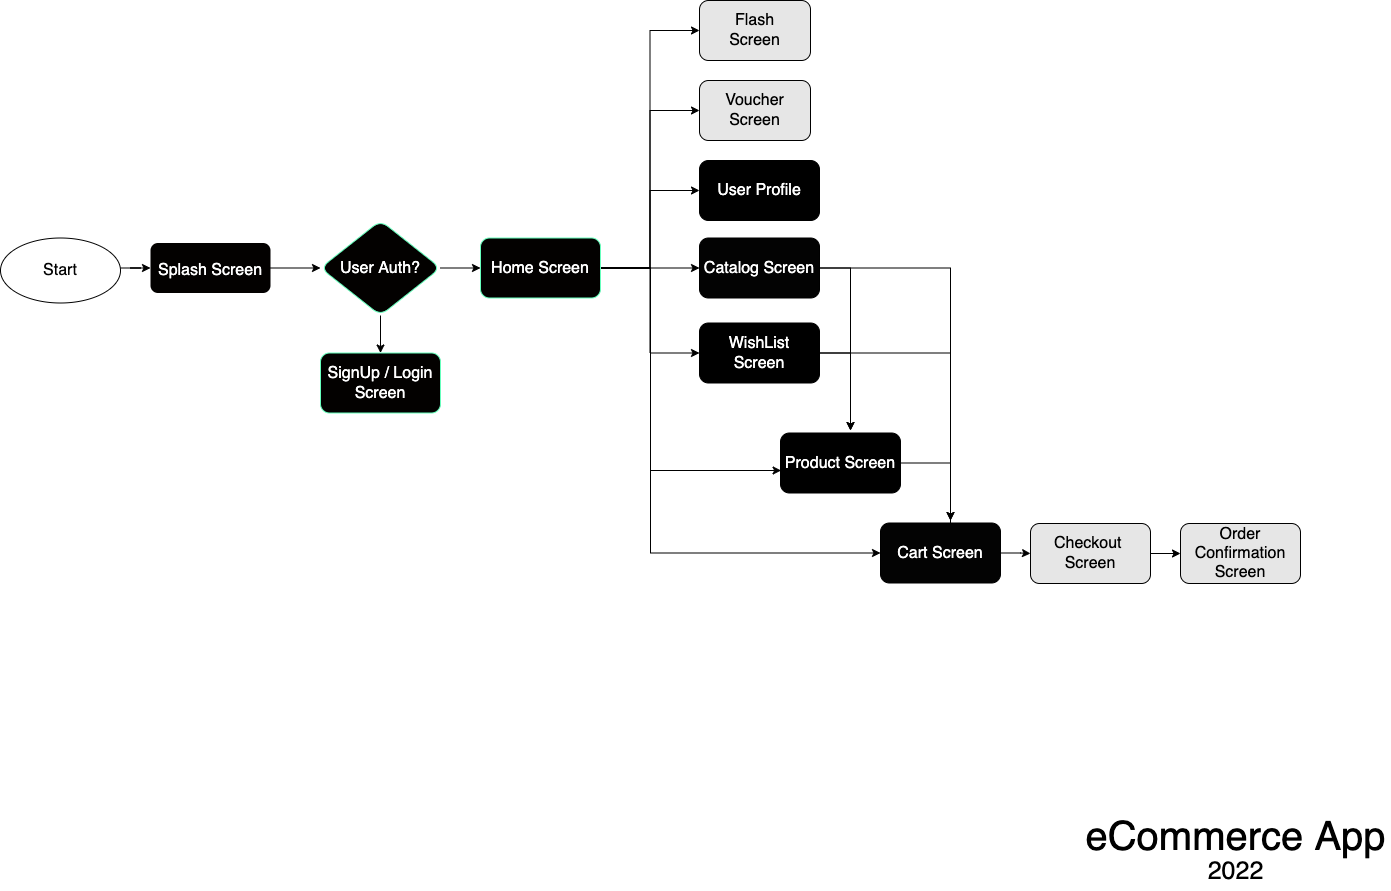 Flash
Screen
Voucher
Screen
User Profile
Start
Splash Screen
User Auth?
Home Screen
Catalog Screen
WishList
Screen
SignUp / Login
Screen
Product Screen
Cart Screen
Checkout
Screen
Order
Confirmation
Screen
eCommerce App
2022